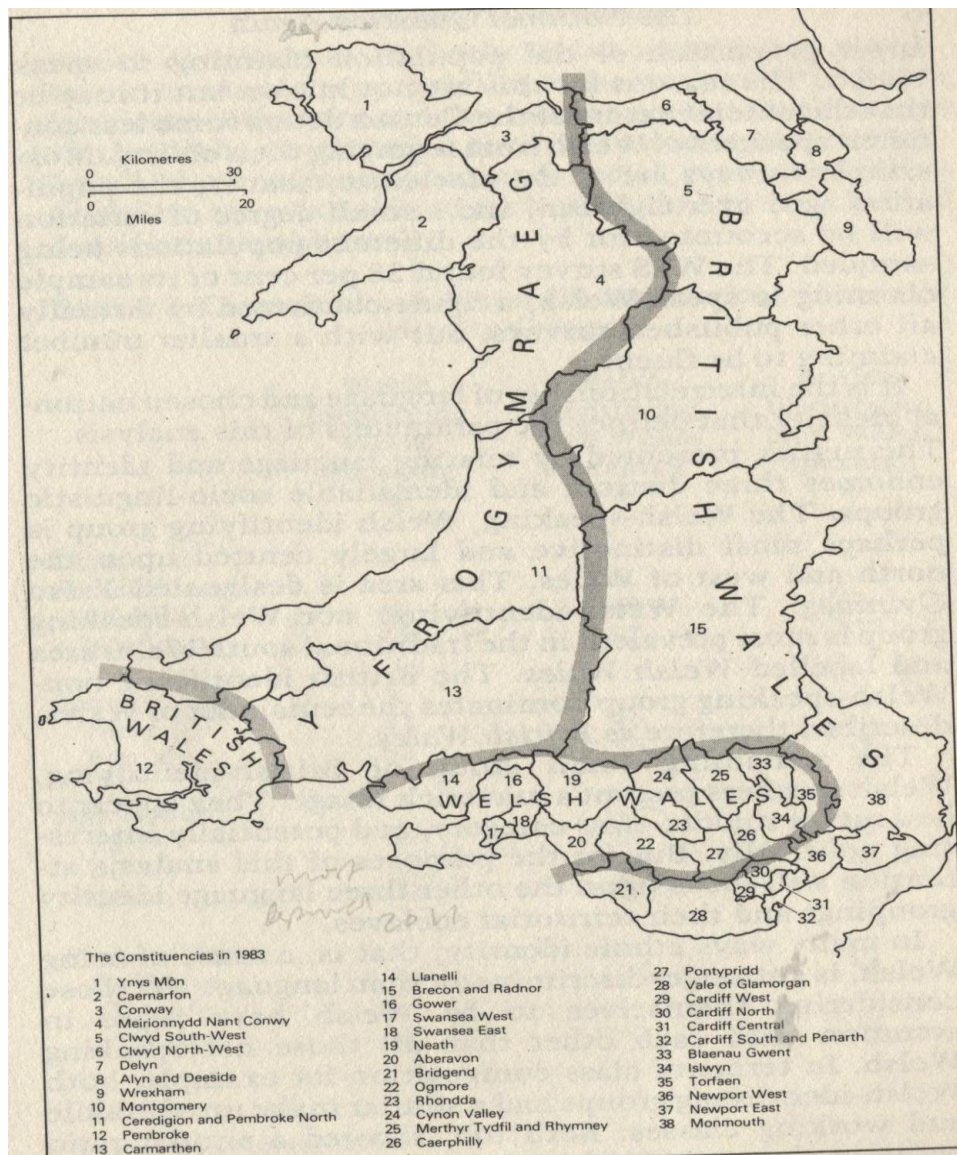 Kilometres
0 30
0 20
Miles
1
2
3
4
5
6
7
8
9
10
11
12
13
14
15
16
17
18
19
20
21
22
23
24
25
26
27
28
29
30
31
32
33
34
35
36
37
38
Y FRO GYMRAEG
BRITISH WALES
BRITISH
WALES
WELSH WALES
The Constituencies in 1983
1 Ynys Môn
2 Caernarfon
3 Conway
4 Meirionnydd Nant Conwy
5 Clwyd South-West
6 Clwyd North-West
7 Delyn
8 Alyn and Deeside
9 Wrexham
10 Montgomery
11 Ceredigion and Pembroke North
12 Pembroke
13 Carmarthen
14 Llanelli
15 Brecon and Radnor
16 Gower
17 Swansea West
18 Swansea East
19 Neath
20 Aberavon
21 Bridgend
22 Ogmore
23 Rhondda
24 Cynon Valley
25 Merthyr Tydfil and Rhymney
26 Caerphilly
27 Pontypridd
28 Vale of Glamorgan
29 Cardiff West
30 Cardiff North
31 Cardiff Central
32 Cardiff South and Penarth
33 Blaenau Gwent
34 Islwyn
35 Torfaen
36 Newport West
37 Newport East
38 Monmouth